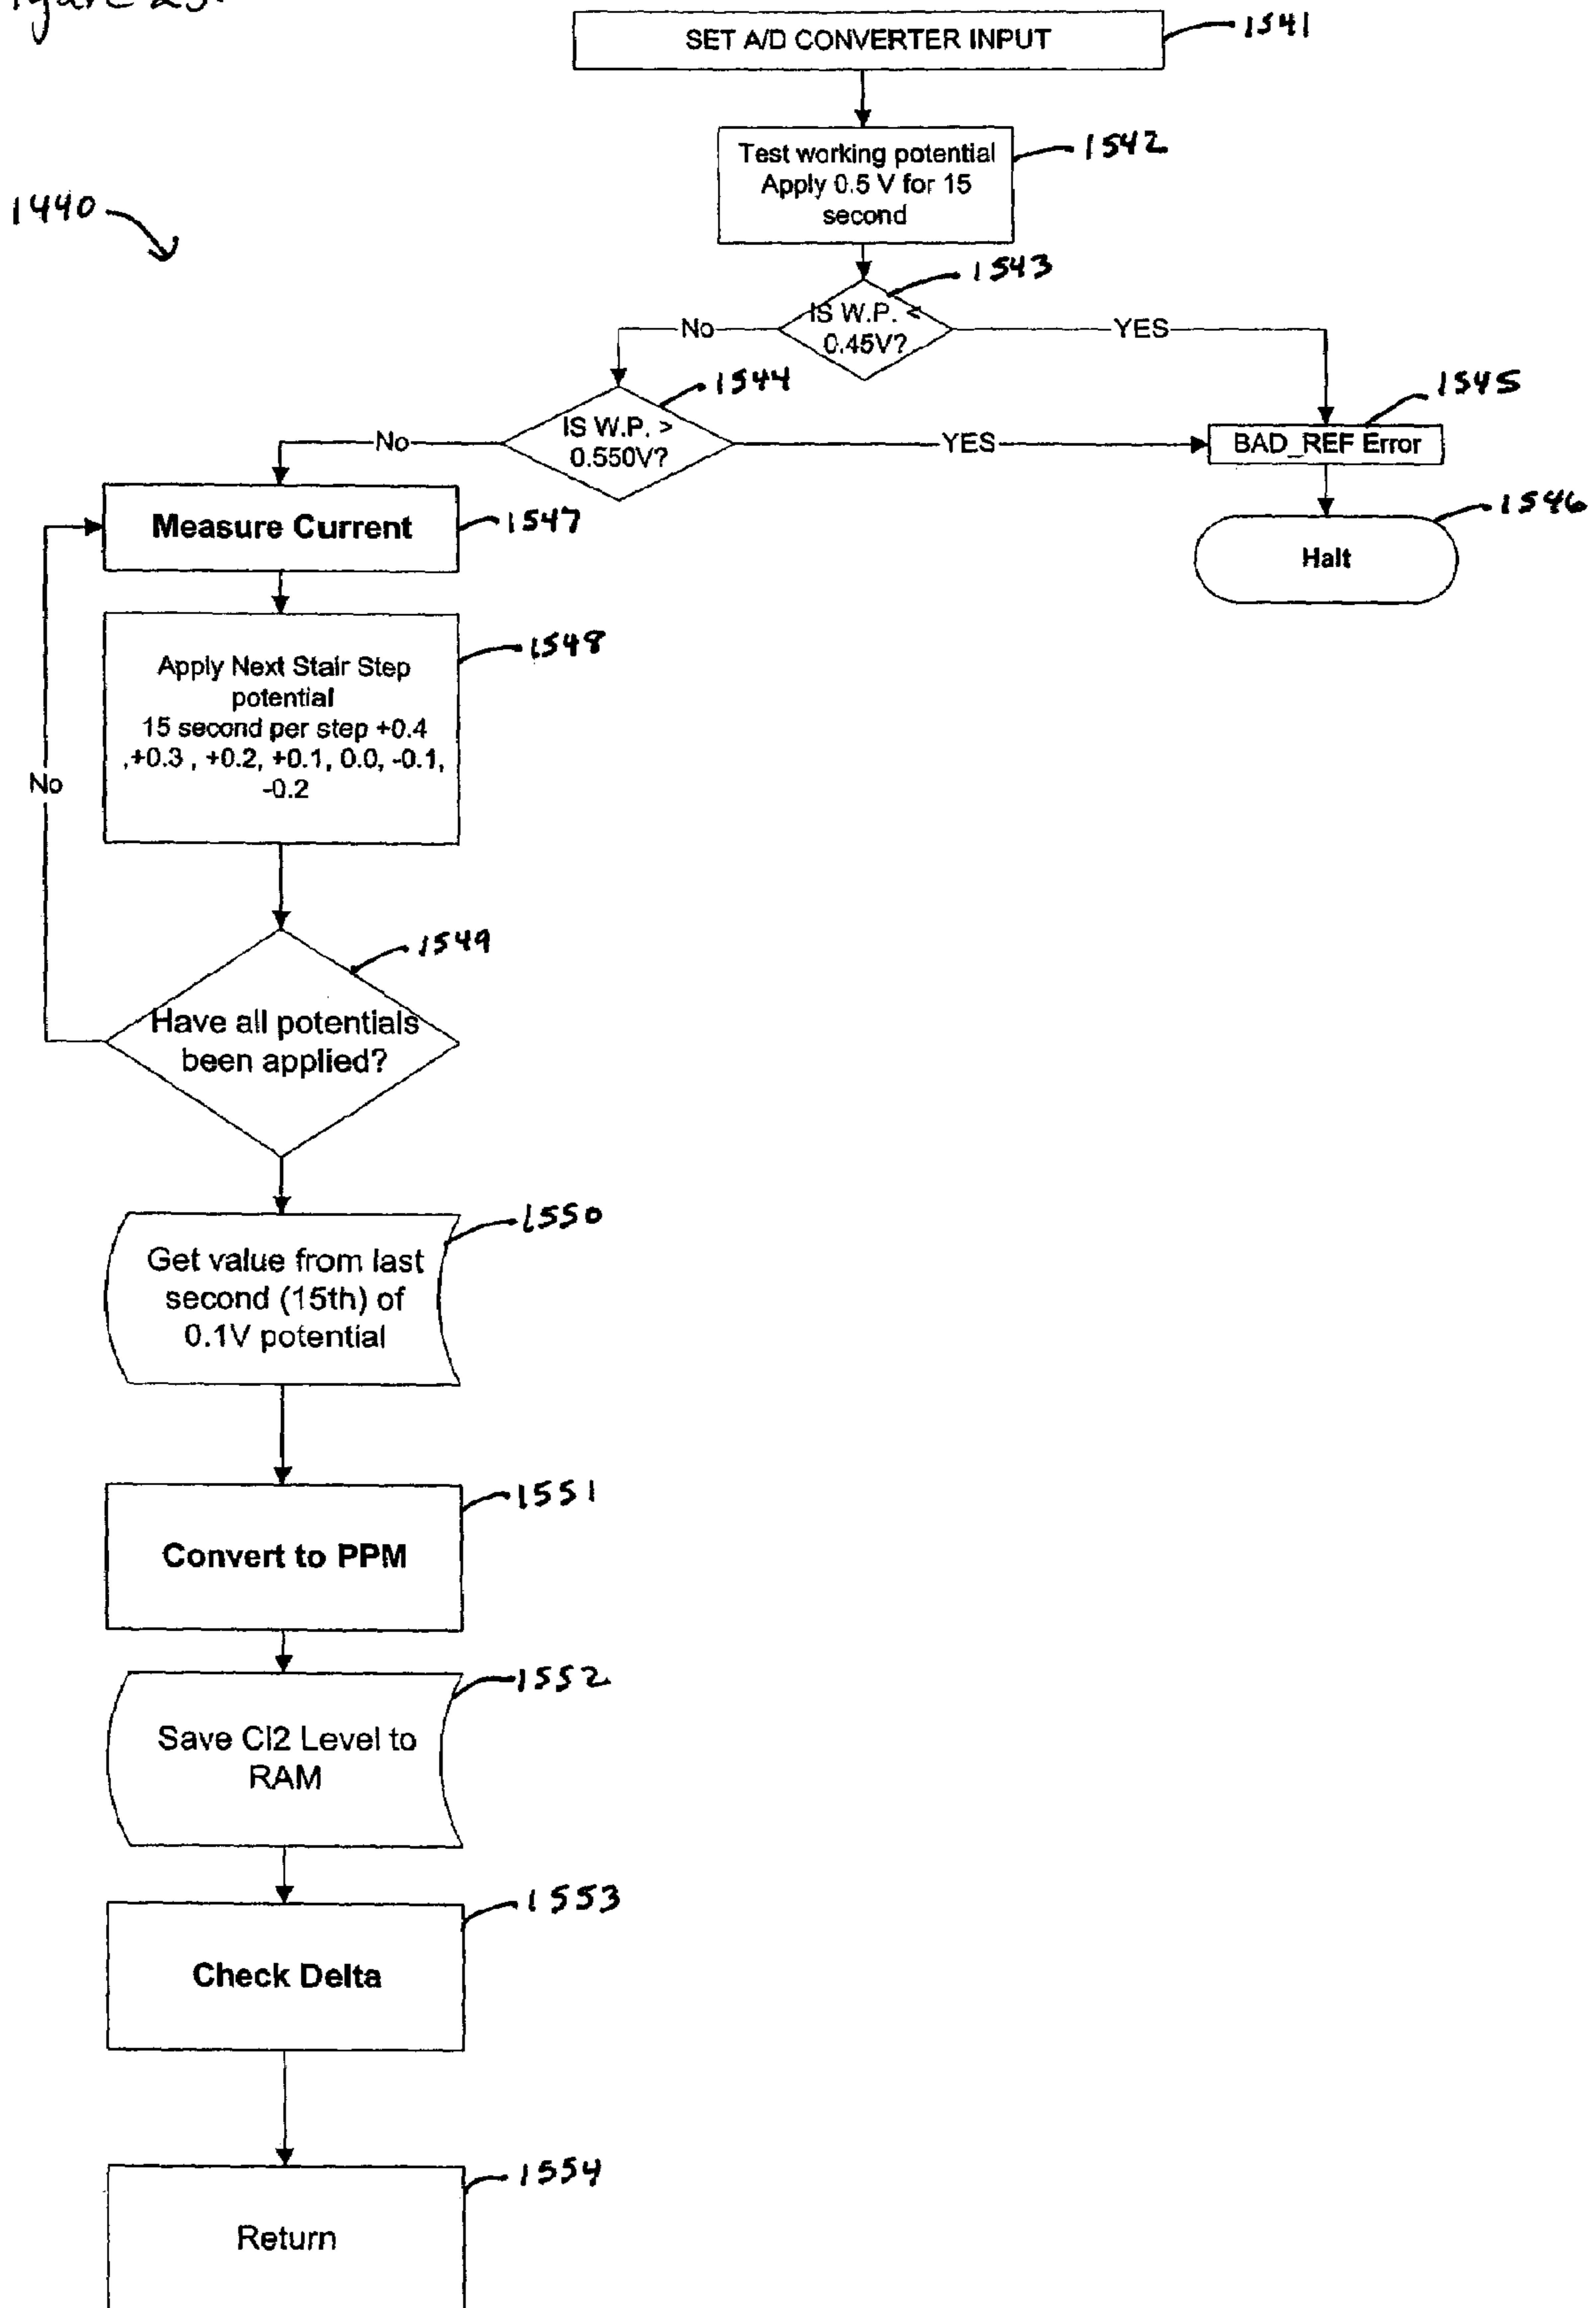 SET A/D CONVERTER INPUT
1541
Test working potential
Apply 0.5 V for 15
second
1542
1440
1543
IS W.P. <
0.45V?
No
YES
1544
IS W.P. >
0.550V?
No
YES
1545
BAD_REF Error
1546
Halt
Measure Current
1547
1548
Apply Next Stair Step
potential
15 second per step +0.4
,+0.3 , +0.2, +0.1, 0.0, -0.1,
-0.2
No
1549
Have all potentials
been applied?
1550
Get value from last
second (15th) of
0.1V potential
1551
Convert to PPM
1552
Save Cl2 Level to
RAM
1553
Check Delta
1554
Return